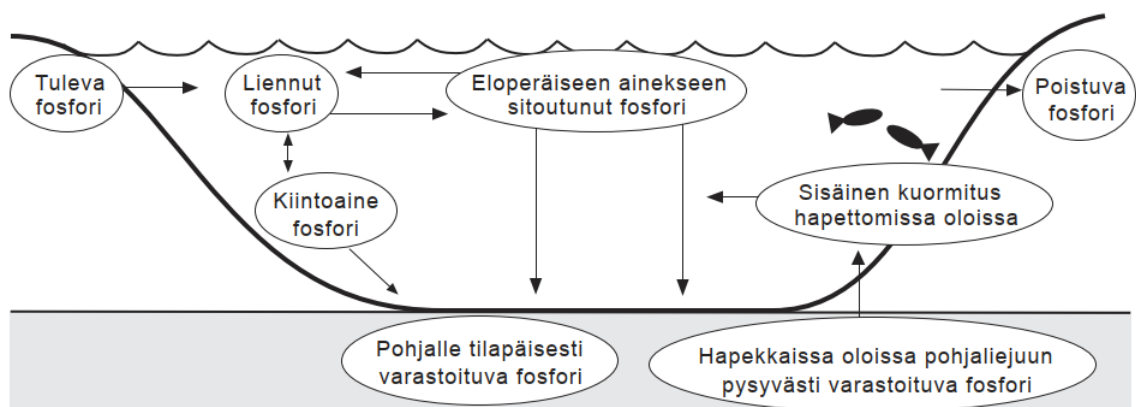 Tuleva
fosfori
Liennut
fosfori
Eloperäiseen ainekseen
sitoutunut fosfori
Poistuva
fosfori
Kiintoaine
fosfori
Sisäinen kuormitus
hapettomissa oloissa
Pohjalle tilapäisesti
varastoituva fosfori
Hapekkaissa oloissa pohjaliejuun
pysyvästi varastoituva fosfori